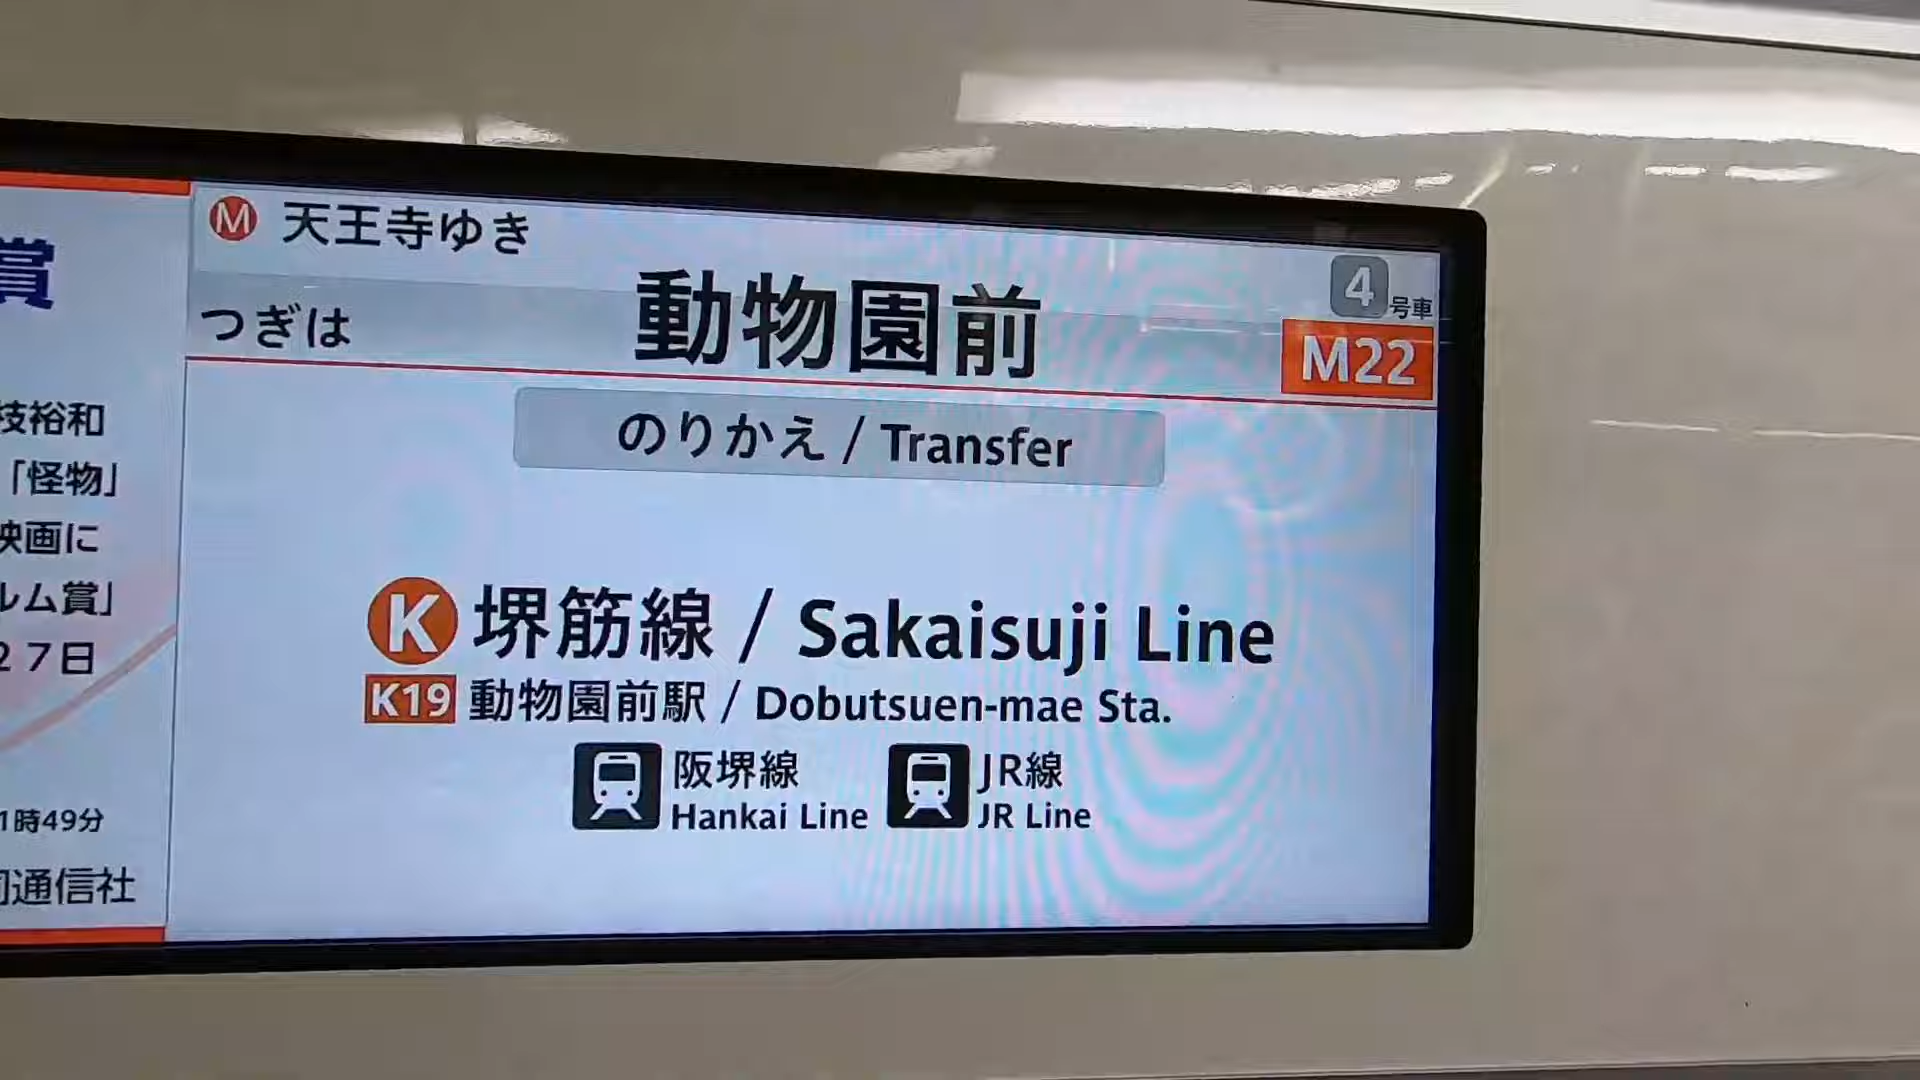 賞
枝裕和
「怪物」
映画に
ルム賞」
27日
1時49分
同通信社
M 天王寺ゆき
4号車
つぎは 動物園前 M22
のりかえ / Transfer
K 堺筋線 / Sakaisuji Line
K19 動物園前駅 / Dobutsuen-mae Sta.
阪堺線 JR線
Hankai Line JR Line